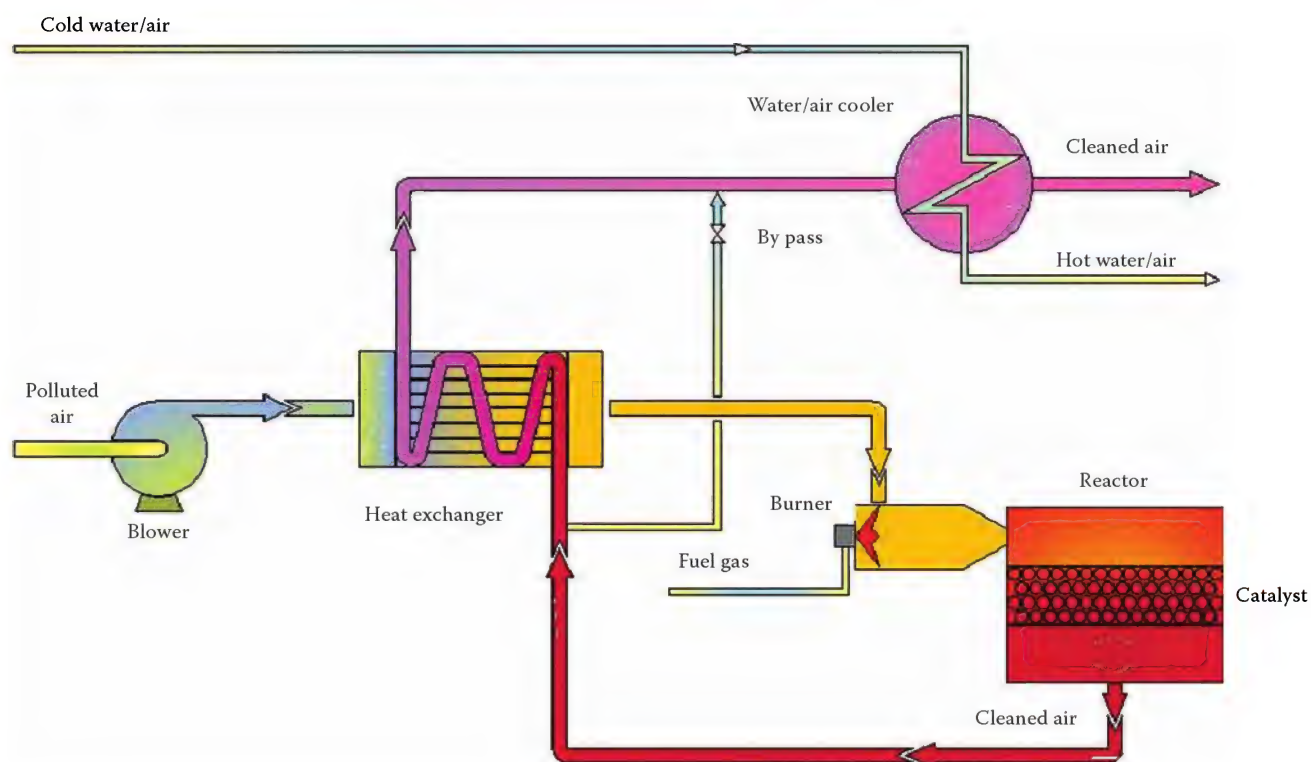 Cold water/air
Water/air cooler
Cleaned air
By pass
Hot water/air
Polluted
air
Blower
Heat exchanger
Burner
Reactor
Fuel gas
Catalyst
Cleaned air